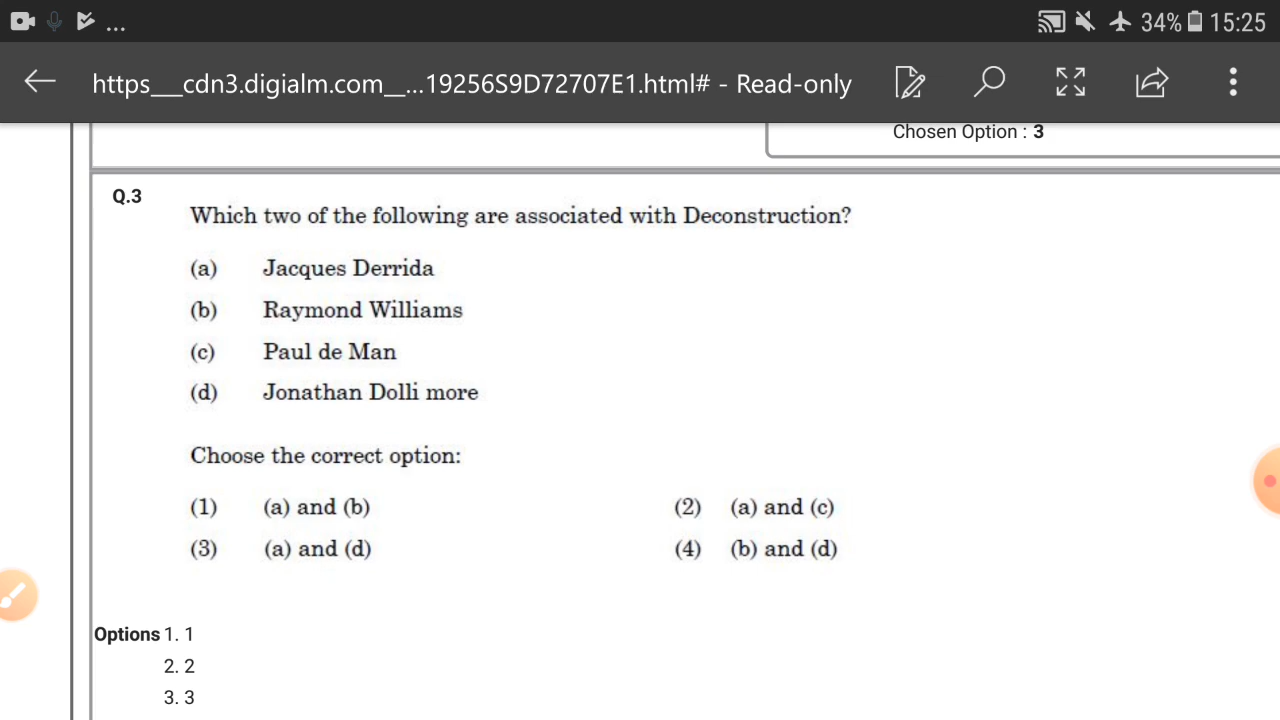 ... 34% 15:25
https___cdn3.digialm.com__...19256S9D72707E1.html# - Read-only
Chosen Option : 3
Q.3
Which two of the following are associated with Deconstruction?
(a) Jacques Derrida
(b) Raymond Williams
(c) Paul de Man
(d) Jonathan Dolli more
Choose the correct option:
(1) (a) and (b) (2) (a) and (c)
(3) (a) and (d) (4) (b) and (d)
Options 1. 1
2. 2
3. 3